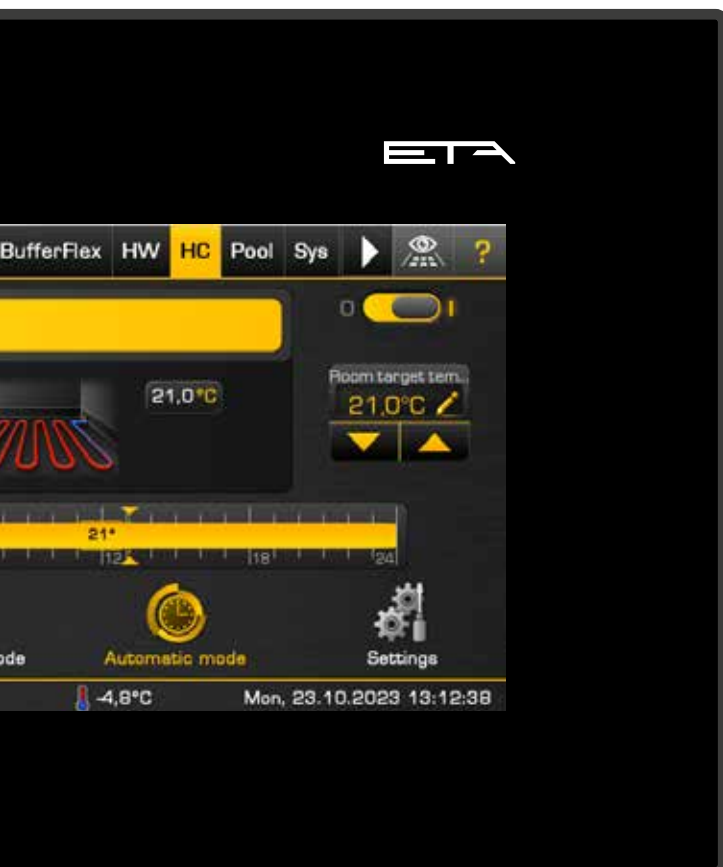 ETA
BufferFlex HW HC Pool Sys ?
0 I
Room target tem...
21,0°C
21,0°C
21°
12 18 24
Automatic mode Settings
-4,8°C Mon, 23.10.2023 13:12:38